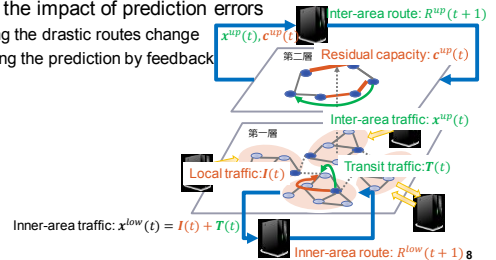 the impact of prediction errors
ng the drastic routes change
ng the prediction by feedback
Inter-area route: R^{up}(t + 1)
x^{up}(t), c^{up}(t)
Residual capacity: c^{up}(t)
第二層
Inter-area traffic: x^{up}(t)
第一層
Transit traffic: T(t)
Local traffic: I(t)
Inner-area traffic: x^{low}(t) = I(t) + T(t)
Inner-area route: R^{low}(t + 1)
8